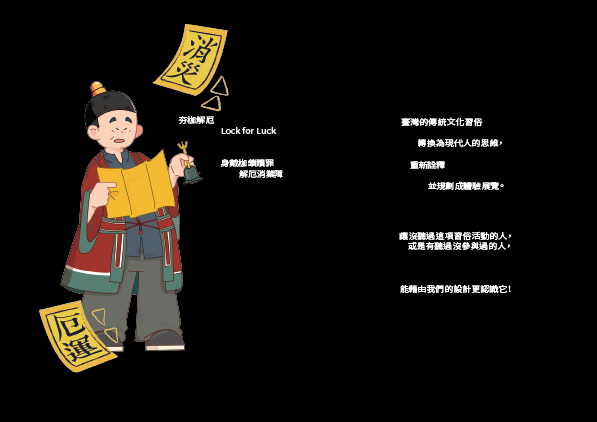 消災
夯枷解厄
Lock for Luck
身戴枷鎖贖罪
解厄消業障
厄運
臺灣的傳統文化習俗
轉換為現代人的思維，
重新詮釋
並規劃成體驗展覽。
讓沒聽過這項習俗活動的人，
或是有聽過沒參與過的人，
能藉由我們的設計更認識它！